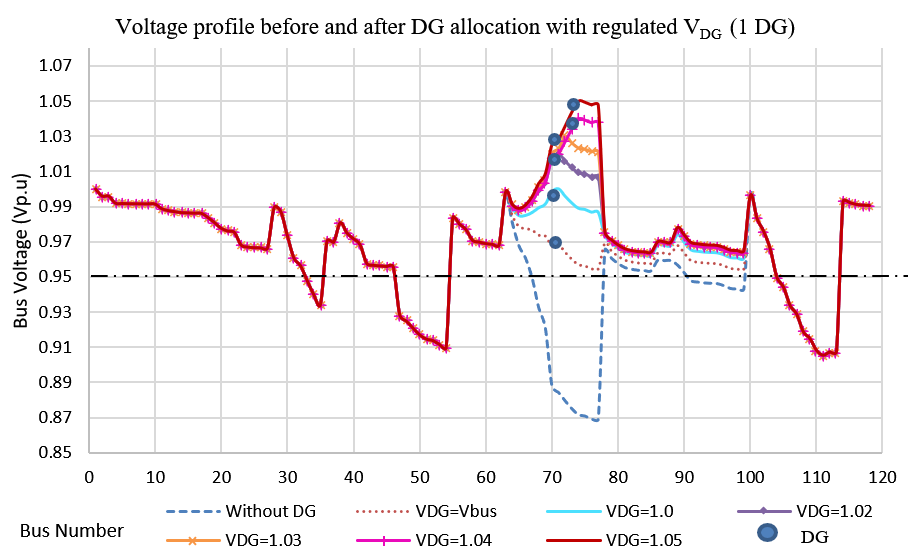 Voltage profile before and after DG allocation with regulated V_DG (1 DG)
Bus Voltage (Vp.u)
1.07
1.05
1.03
1.01
0.99
0.97
0.95
0.93
0.91
0.89
0.87
0.85
0 10 20 30 40 50 60 70 80 90 100 110 120
Bus Number
Without DG VDG=Vbus VDG=1.0 VDG=1.02
VDG=1.03 VDG=1.04 VDG=1.05 DG